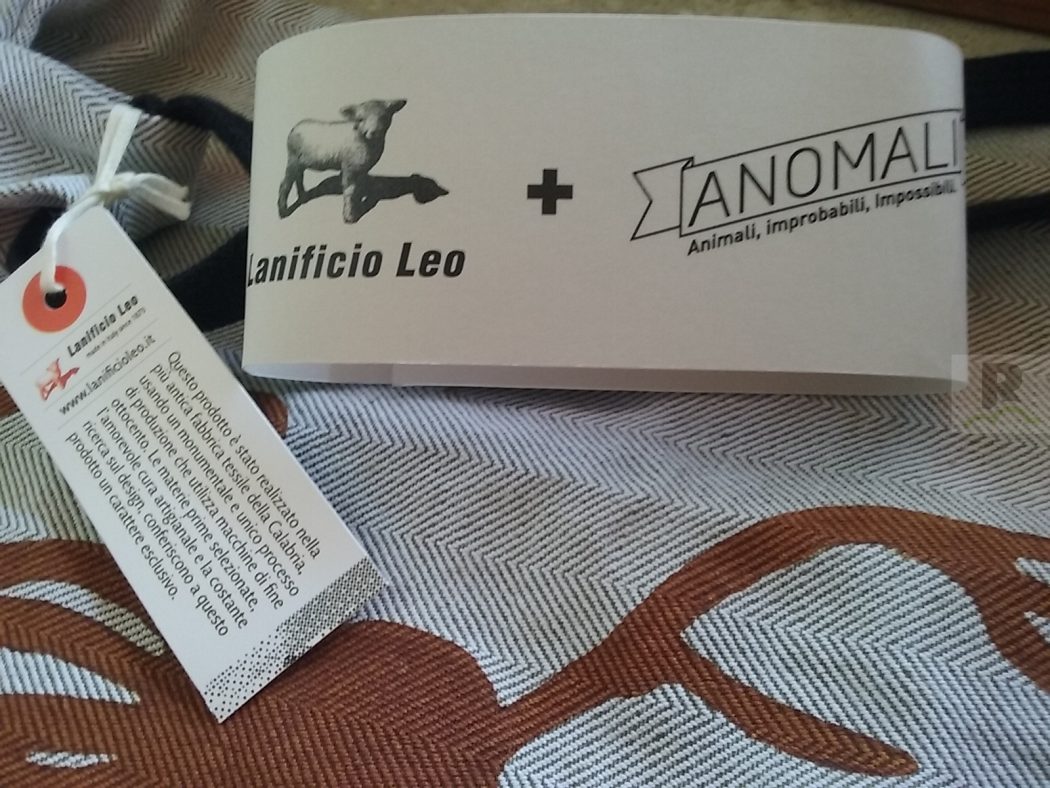 Lanificio Leo
+
ANOMALI
Animali, improbabili, Impossibili.
Lanificio Leo
made in Italy since 1873
www.lanificioleo.it
Questo prodotto è stato realizzato nella
più antica fabbrica tessile della Calabria,
usando un monumentale e unico processo
di produzione che utilizza macchine di fine
ottocento. Le materie prime selezionate,
l'amorevole cura artigianale e la costante
ricerca sul design, conferiscono a questo
prodotto un carattere esclusivo.
R